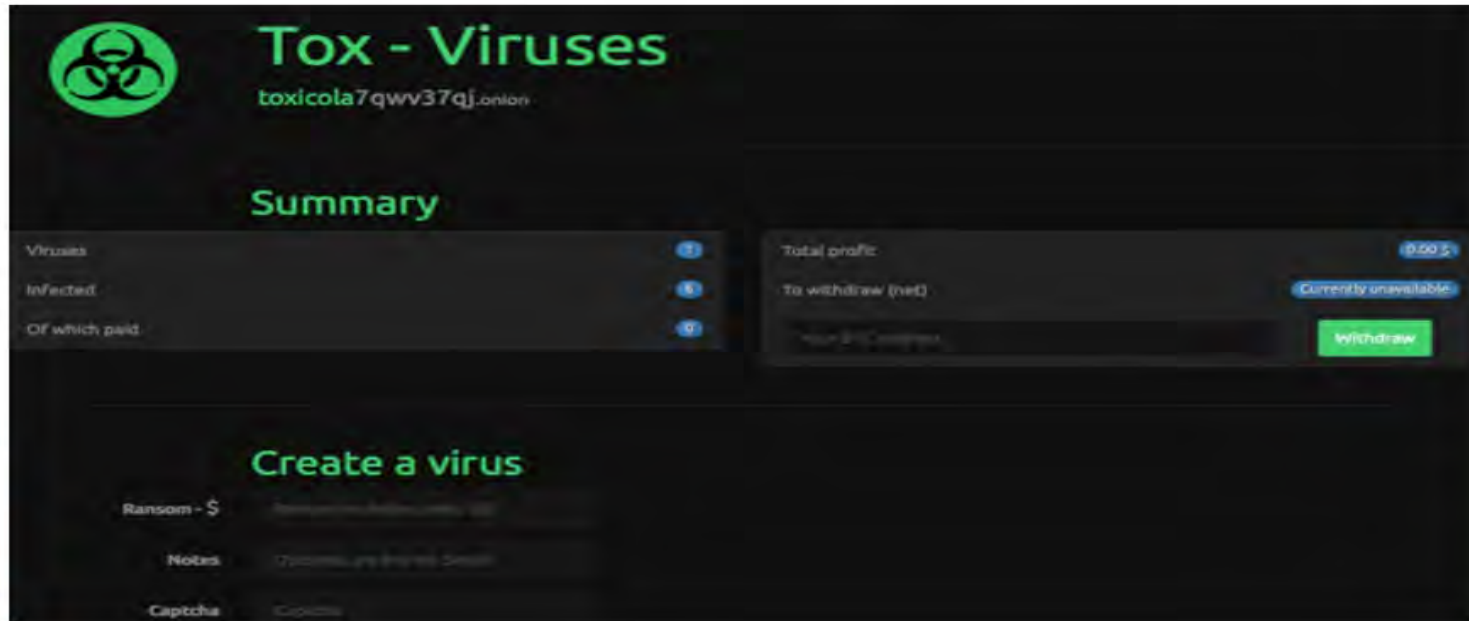 Tox - Viruses
toxicola7qwv37qj.onion
Summary
Viruses
Infected
Of which paid 0
Total profit 0.00 $
To withdraw (net) Currently unavailable
Withdraw
Create a virus
Ransom - $
Notes
Captcha
Captcha